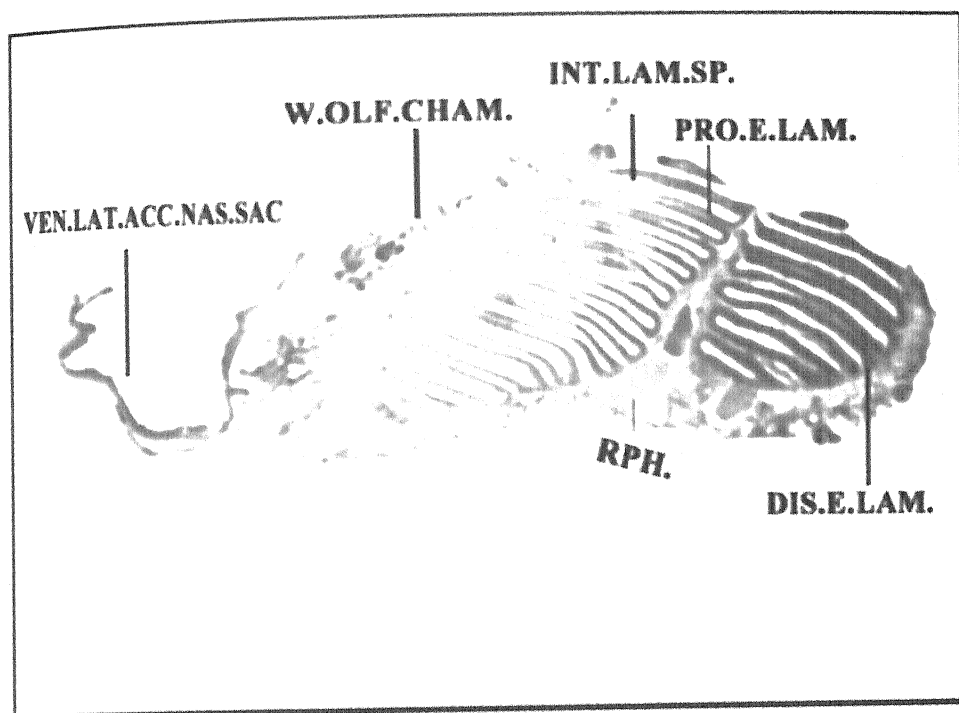 INT.LAM.SP.
W.OLF.CHAM.
PRO.E.LAM.
VEN.LAT.ACC.NAS.SAC
RPH.
DIS.E.LAM.